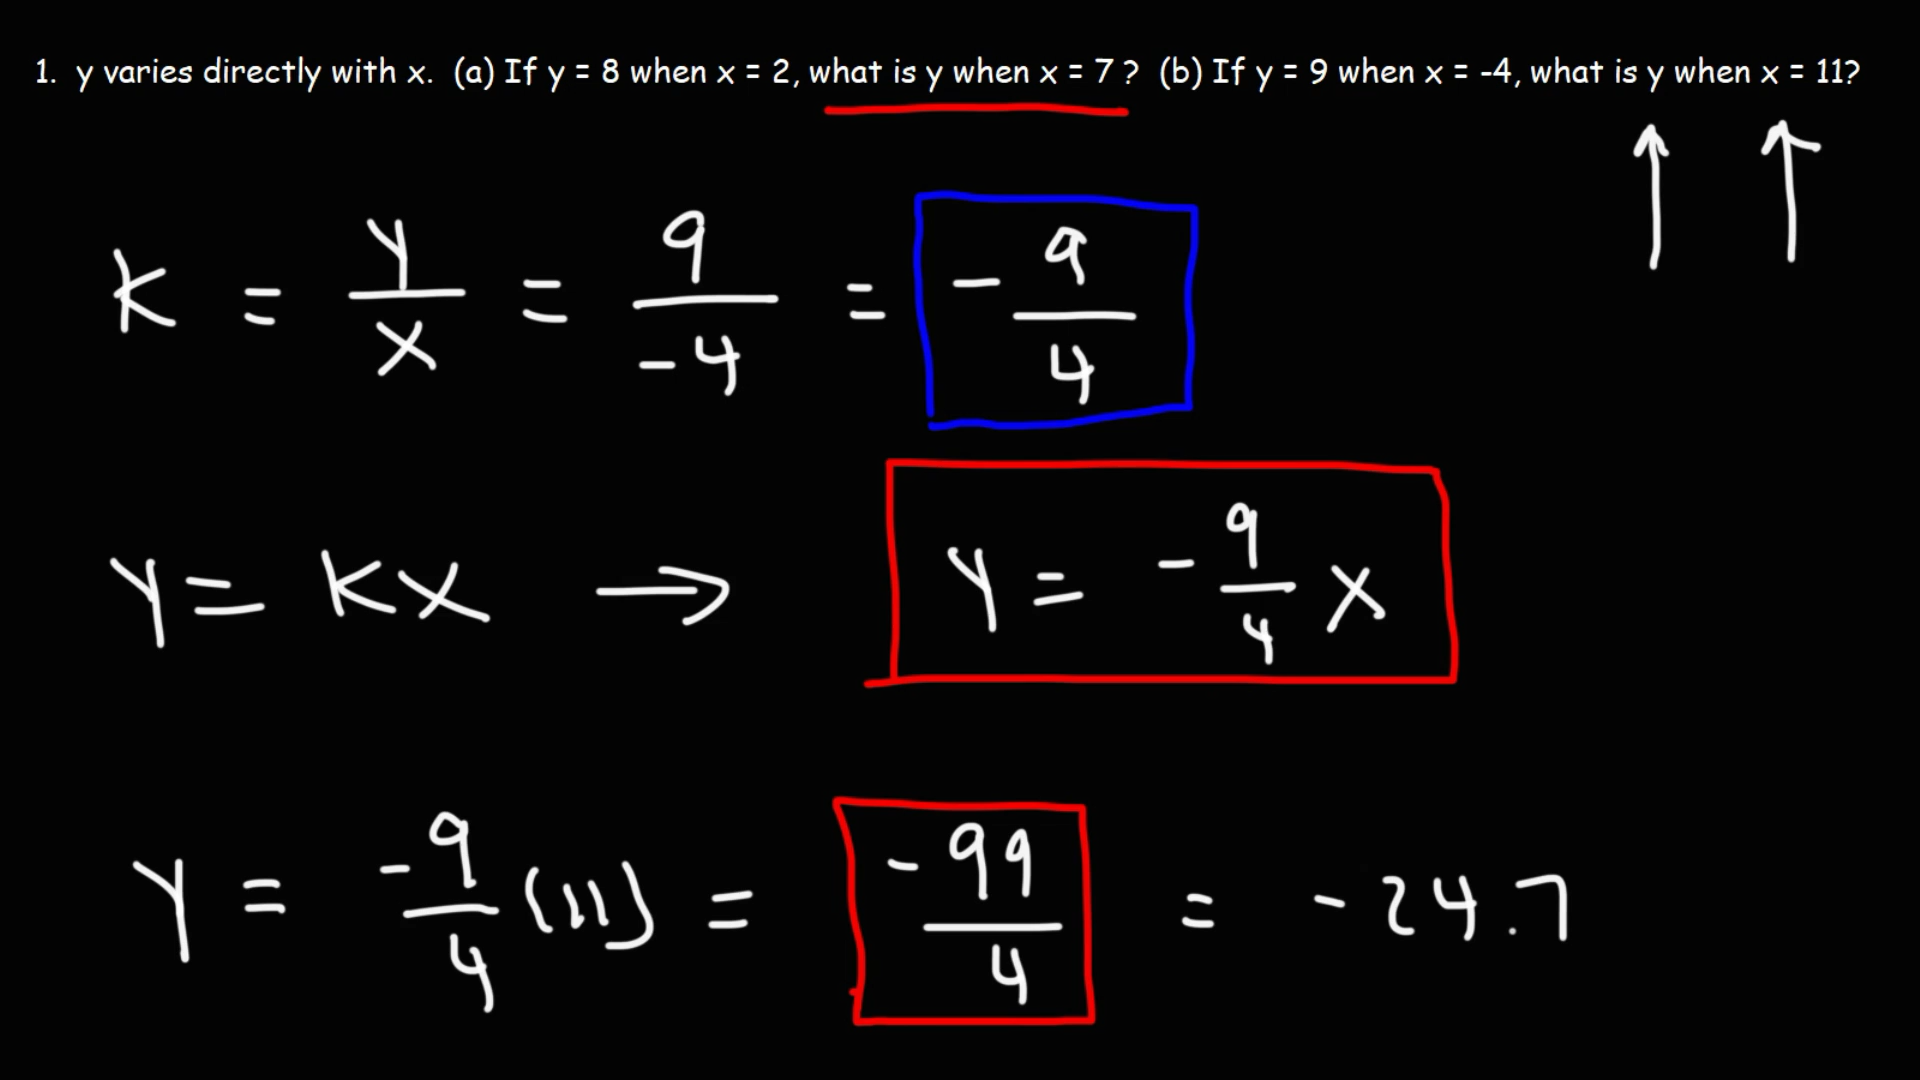 1. y varies directly with x. (a) If y = 8 when x = 2, what is y when x = 7 ? (b) If y = 9 when x = -4, what is y when x = 11?
K = y/x = 9/-4 = -9/4
y = Kx → y = -9/4 x
y = -9/4 (11) = -99/4 = -24.7